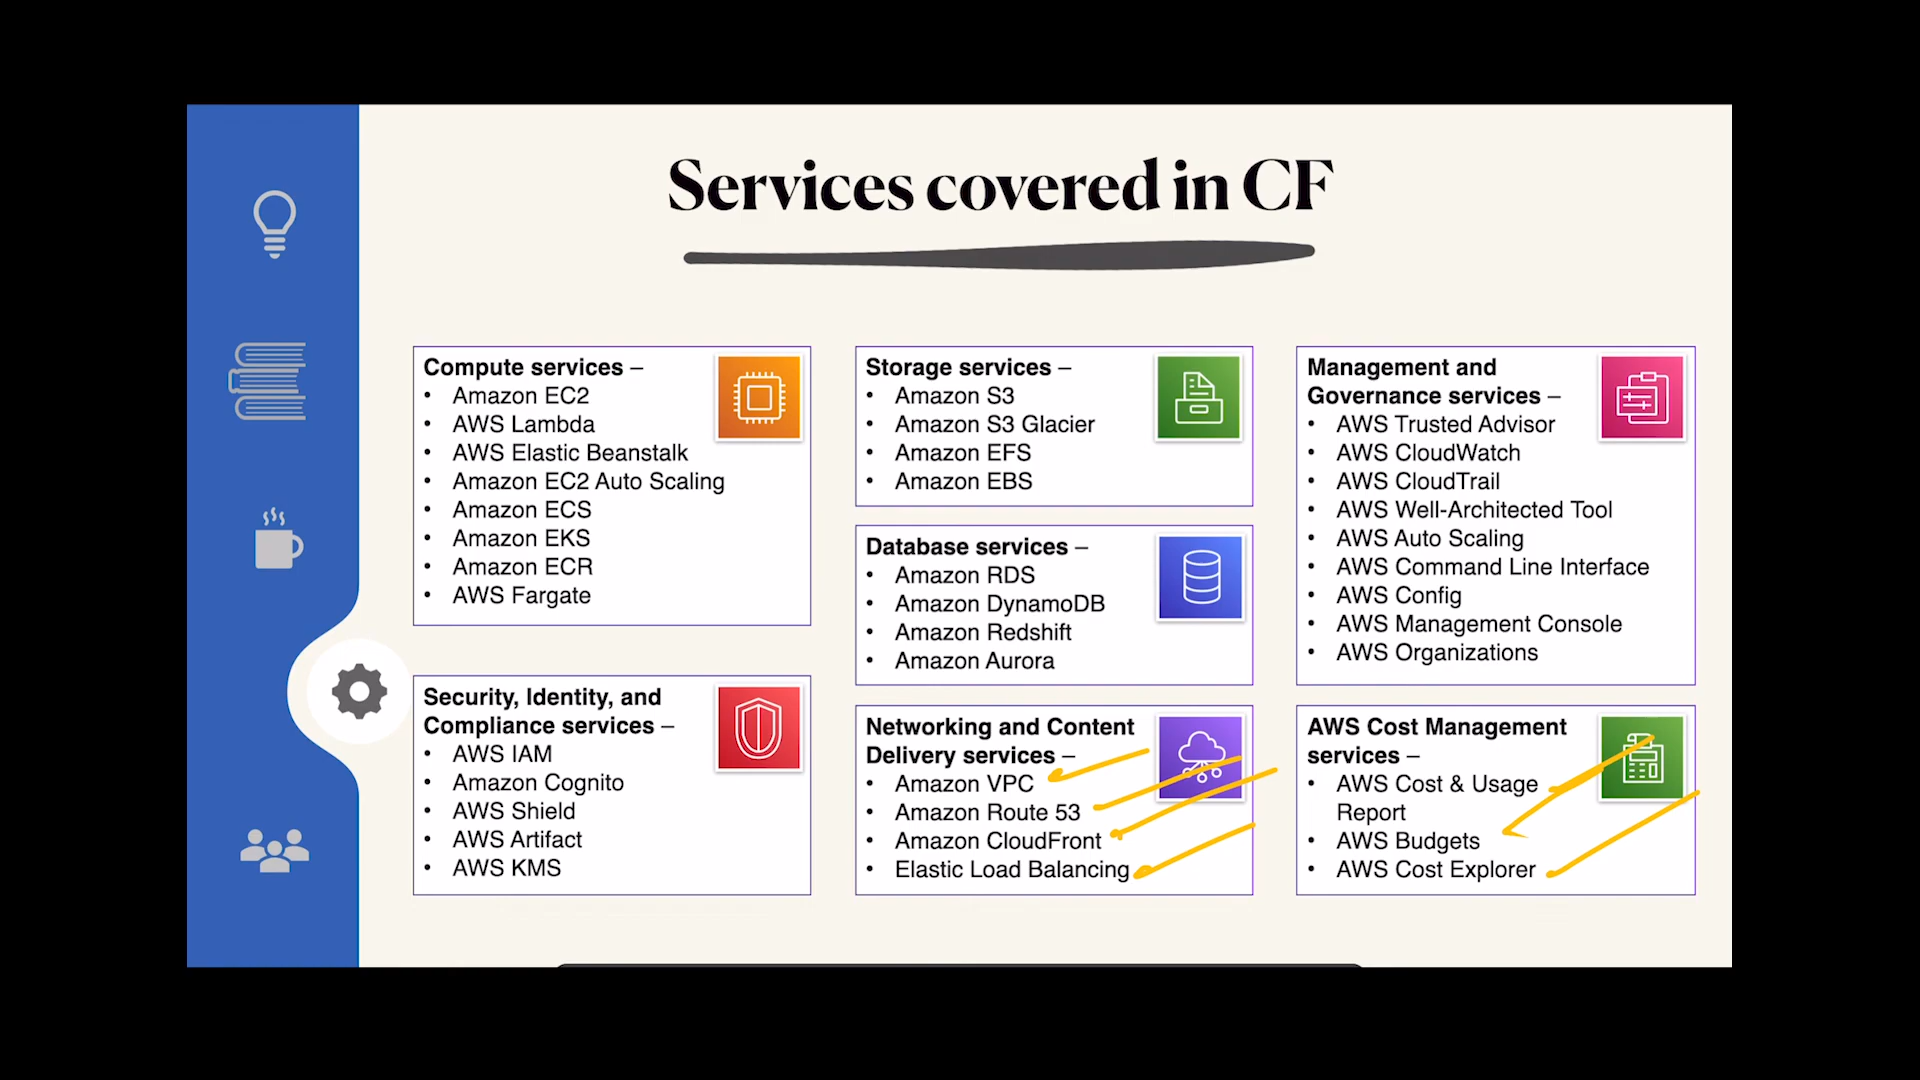 Services covered in CF
Compute services –
• Amazon EC2
• AWS Lambda
• AWS Elastic Beanstalk
• Amazon EC2 Auto Scaling
• Amazon ECS
• Amazon EKS
• Amazon ECR
• AWS Fargate
Security, Identity, and
Compliance services –
• AWS IAM
• Amazon Cognito
• AWS Shield
• AWS Artifact
• AWS KMS
Storage services –
• Amazon S3
• Amazon S3 Glacier
• Amazon EFS
• Amazon EBS
Database services –
• Amazon RDS
• Amazon DynamoDB
• Amazon Redshift
• Amazon Aurora
Networking and Content
Delivery services –
• Amazon VPC
• Amazon Route 53
• Amazon CloudFront
• Elastic Load Balancing
Management and
Governance services –
• AWS Trusted Advisor
• AWS CloudWatch
• AWS CloudTrail
• AWS Well-Architected Tool
• AWS Auto Scaling
• AWS Command Line Interface
• AWS Config
• AWS Management Console
• AWS Organizations
AWS Cost Management
services –
• AWS Cost & Usage
Report
• AWS Budgets
• AWS Cost Explorer